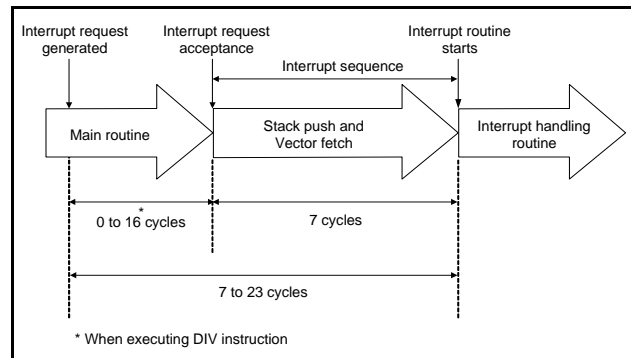 Interrupt request
generated
Interrupt request
acceptance
Interrupt routine
starts
Interrupt sequence
Main routine
Stack push and
Vector fetch
Interrupt handling
routine
*
0 to 16 cycles
7 cycles
7 to 23 cycles
* When executing DIV instruction